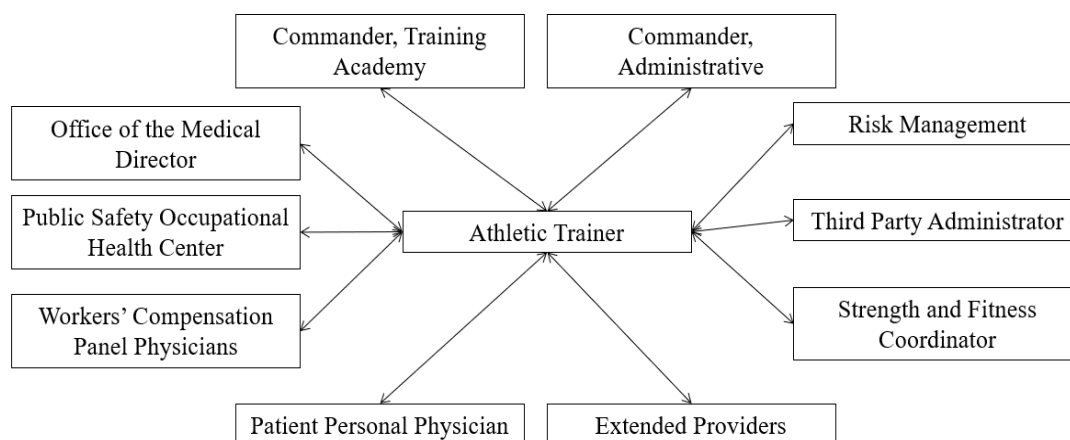 Commander, Training
Academy
Commander,
Administrative
Office of the Medical
Director
Risk Management
Public Safety Occupational
Health Center
Athletic Trainer
Third Party Administrator
Workers’ Compensation
Panel Physicians
Strength and Fitness
Coordinator
Patient Personal Physician
Extended Providers